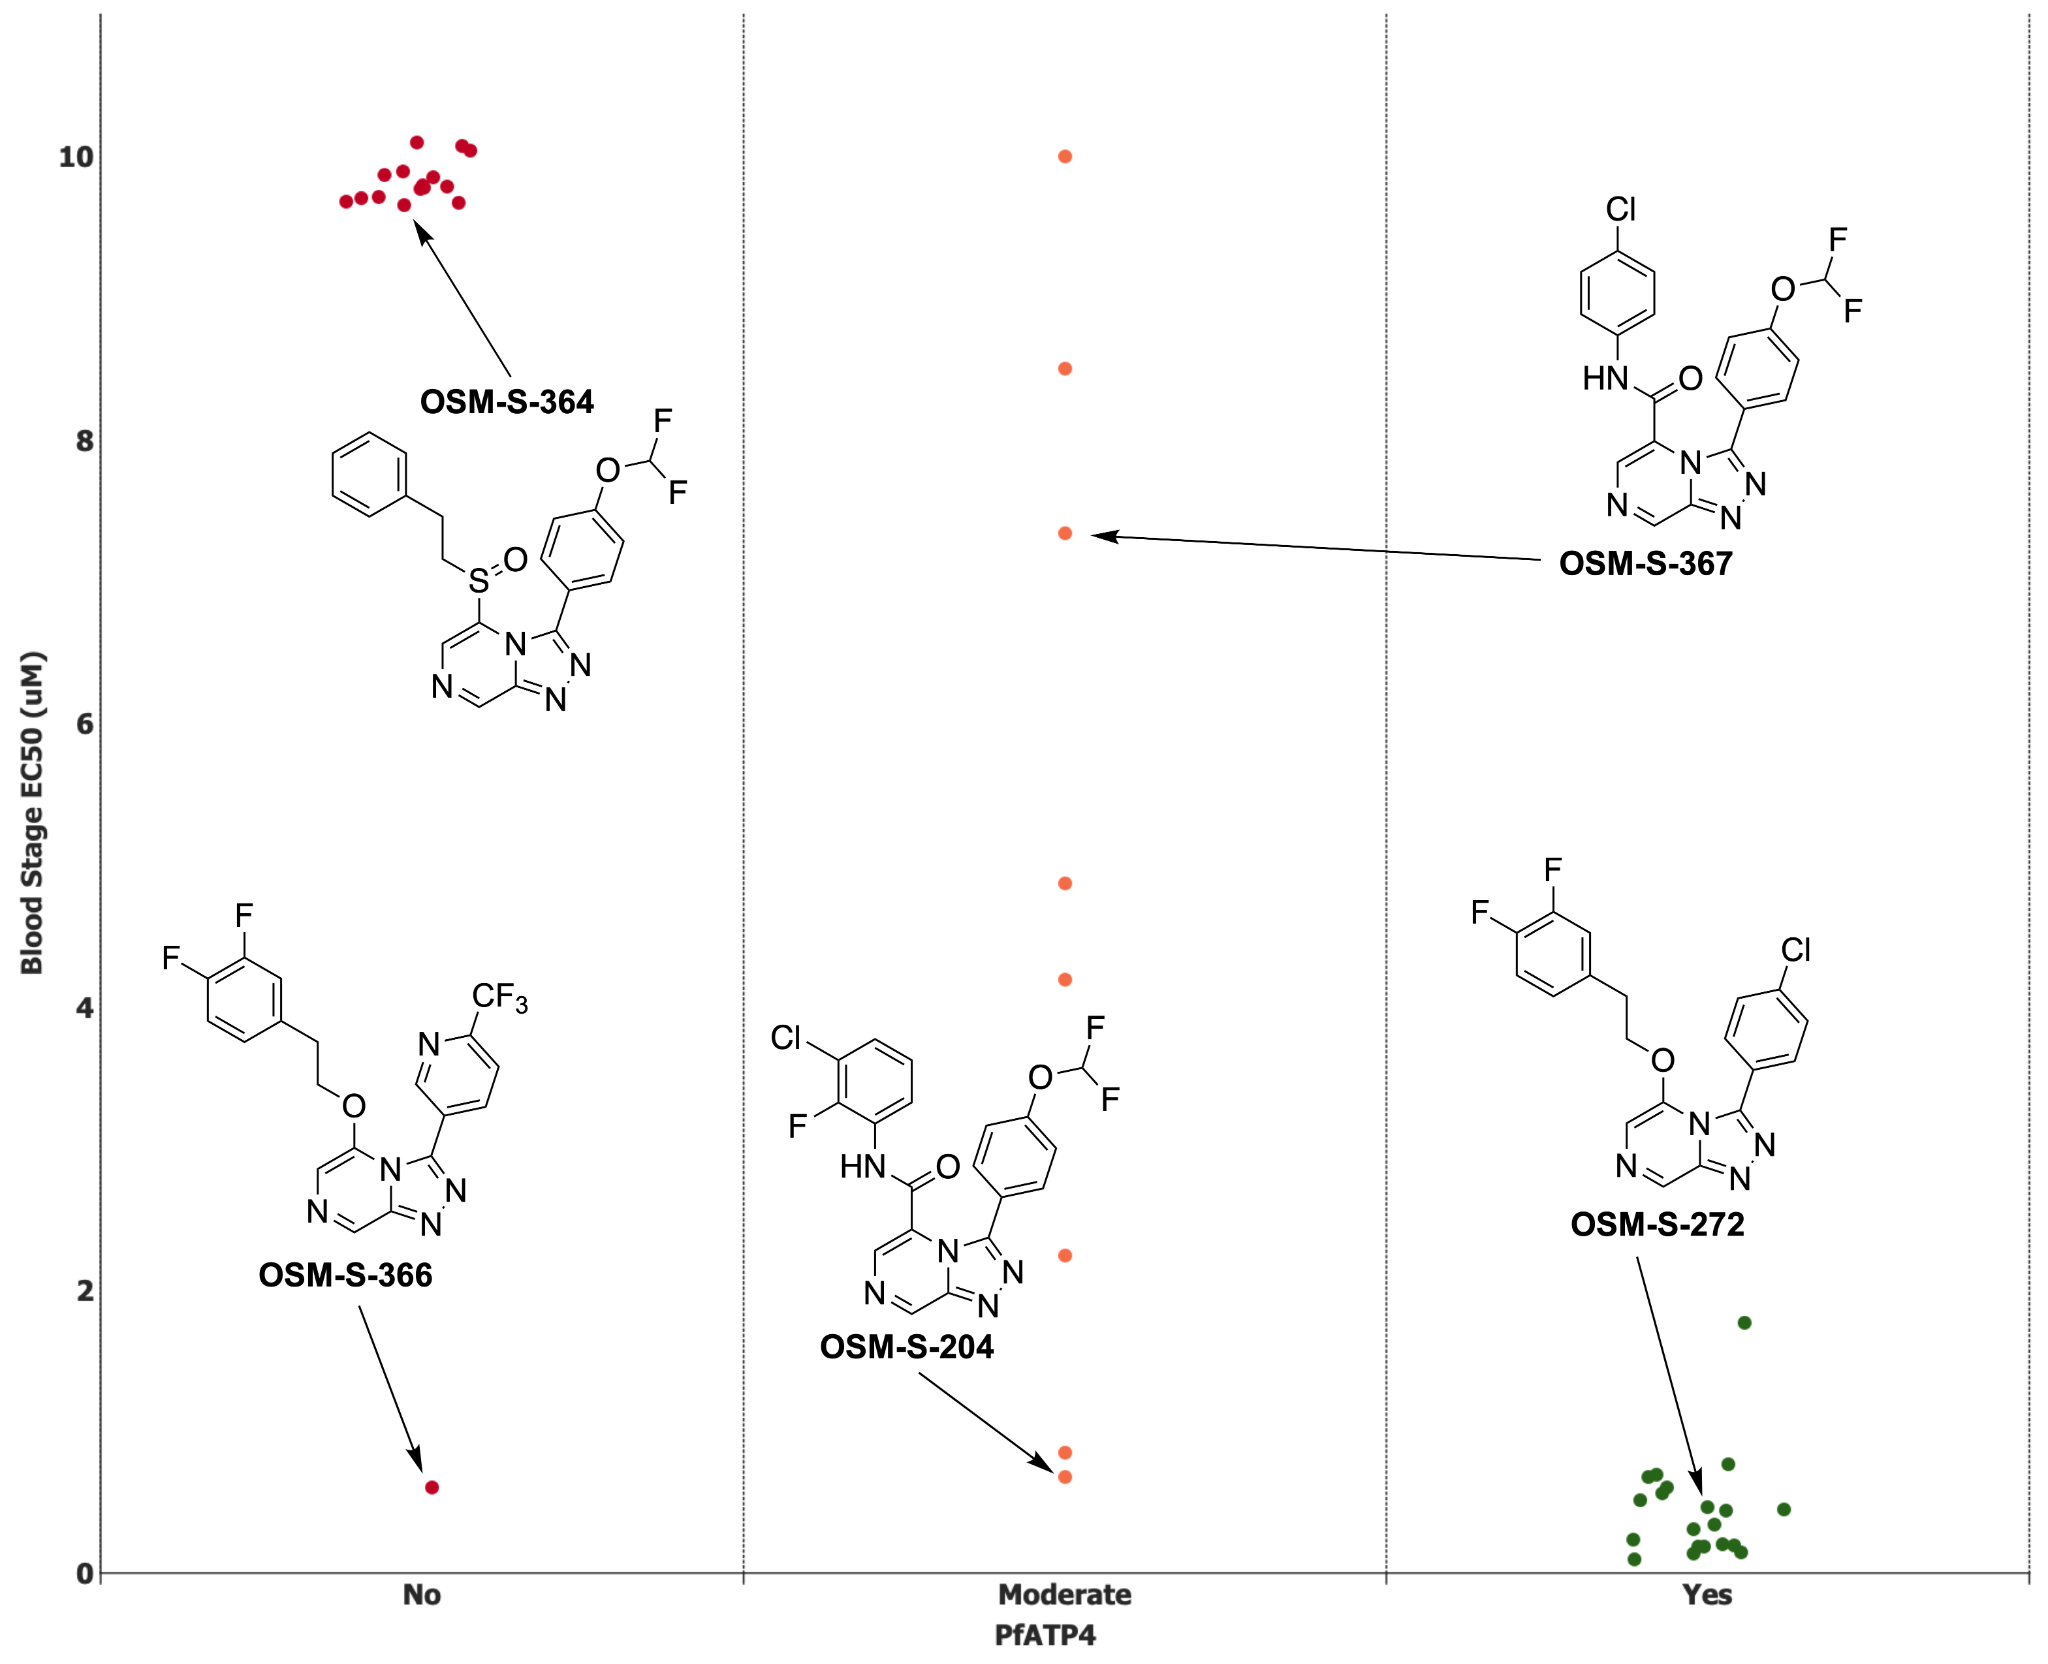 Blood Stage EC50 (uM)
10
8
6
4
2
0
OSM-S-364
F
F
O
S
O
N
N
N
N
F
F
CF3
N
O
N
N
N
N
OSM-S-366
Cl
F
F
O
F
HN
O
N
N
N
N
OSM-S-204
Cl
F
F
O
HN
O
N
N
N
N
OSM-S-367
F
F
Cl
O
N
N
N
N
OSM-S-272
No
Moderate
Yes
PfATP4